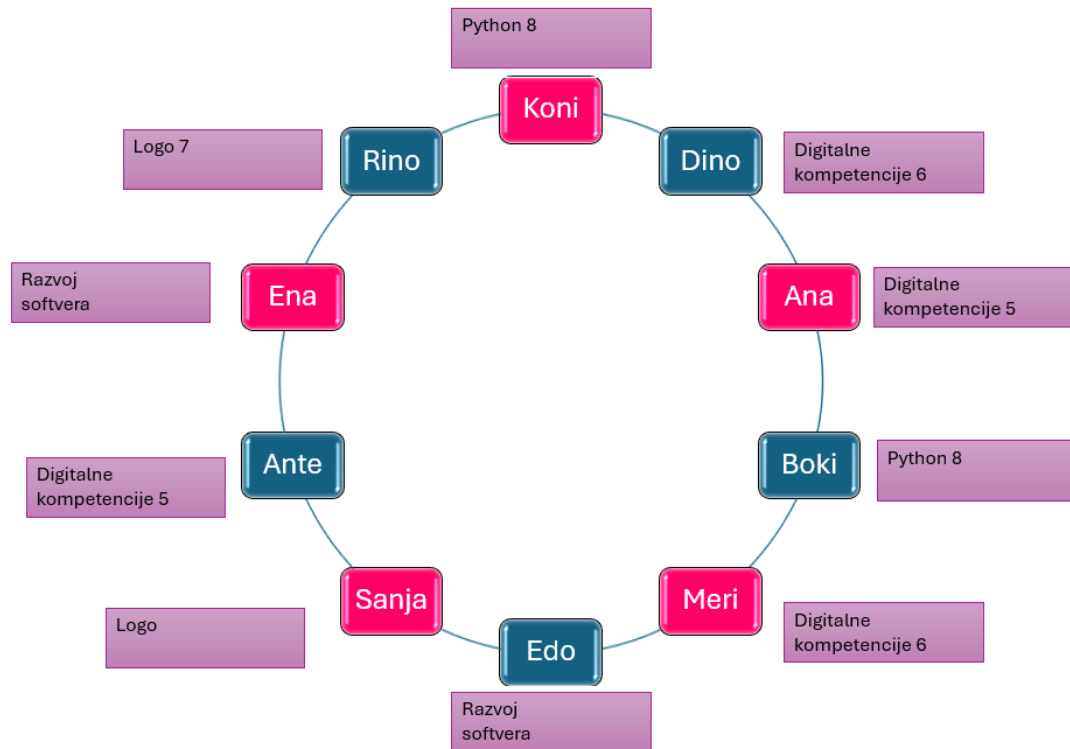 Python 8
Koni
Rino
Logo 7
Dino
Digitalne
kompetencije 6
Ena
Razvoj
softvera
Ana
Digitalne
kompetencije 5
Ante
Digitalne
kompetencije 5
Boki
Python 8
Sanja
Logo
Meri
Digitalne
kompetencije 6
Edo
Razvoj
softvera